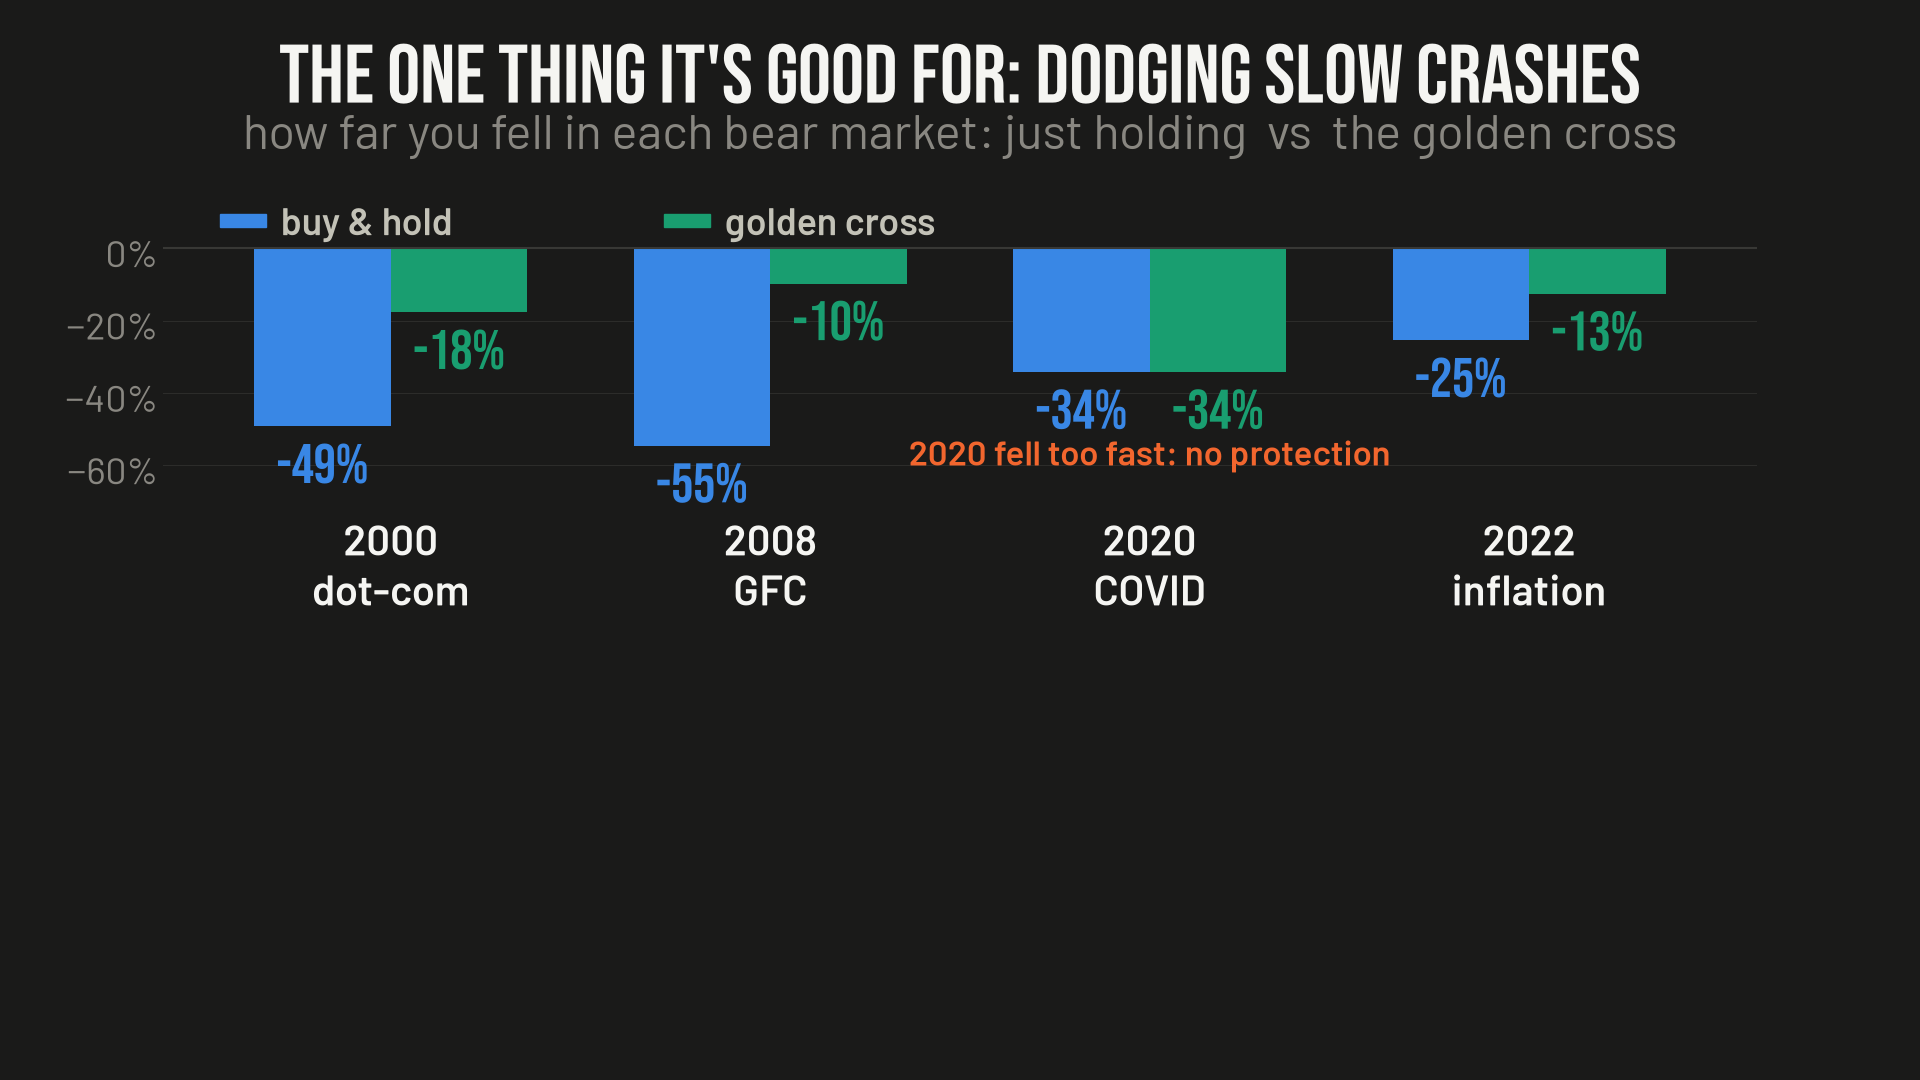 THE ONE THING IT'S GOOD FOR: DODGING SLOW CRASHES
how far you fell in each bear market: just holding vs the golden cross
buy & hold
golden cross
0%
−20%
−40%
−60%
-49%
-18%
-55%
-10%
-34%
-34%
2020 fell too fast: no protection
-25%
-13%
2000
dot-com
2008
GFC
2020
COVID
2022
inflation